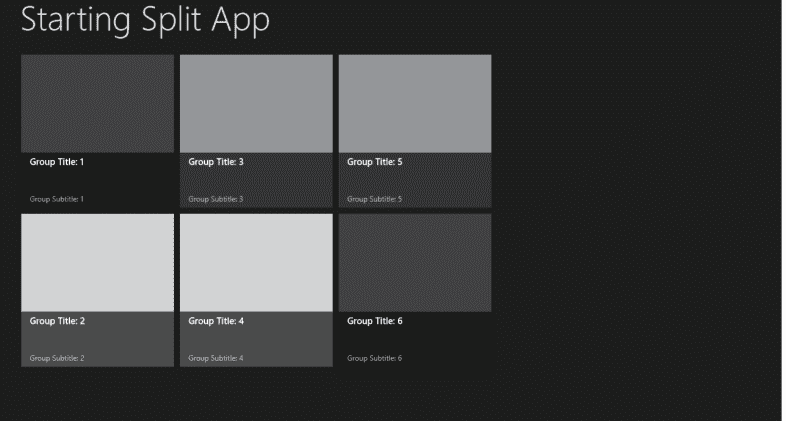 Starting Split App
Group Title: 1
Group Subtitle: 1
Group Title: 3
Group Subtitle: 3
Group Title: 5
Group Subtitle: 5
Group Title: 2
Group Subtitle: 2
Group Title: 4
Group Subtitle: 4
Group Title: 6
Group Subtitle: 6